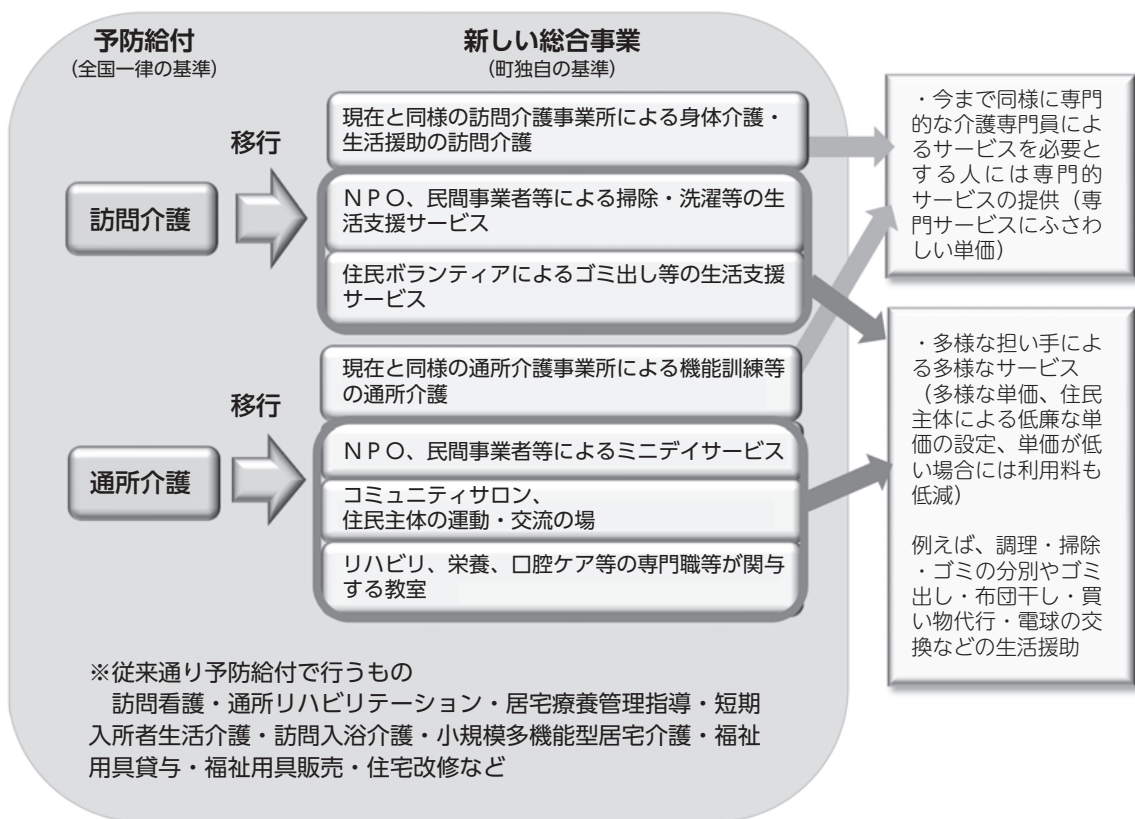 予防給付
(全国一律の基準)
新しい総合事業
(町独自の基準)
訪問介護
移行
現在と同様の訪問介護事業所による身体介護・
生活援助の訪問介護
ＮＰＯ、民間事業者等による掃除・洗濯等の生
活支援サービス
住民ボランティアによるゴミ出し等の生活支援
サービス
通所介護
移行
現在と同様の通所介護事業所による機能訓練等
の通所介護
ＮＰＯ、民間事業者等によるミニデイサービス
コミュニティサロン、
住民主体の運動・交流の場
リハビリ、栄養、口腔ケア等の専門職等が関与
する教室
・今まで同様に専門
的な介護専門員によ
るサービスを必要と
する人には専門的
サービスの提供（専
門サービスにふさわ
しい単価）
・多様な担い手によ
る多様なサービス
（多様な単価、住民
主体による低廉な単
価の設定、単価が低
い場合には利用料も
低減）
例えば、調理・掃除
・ゴミの分別やゴミ
出し・布団干し・買
い物代行・電球の交
換などの生活援助
※従来通り予防給付で行うもの
訪問看護・通所リハビリテーション・居宅療養管理指導・短期
入所者生活介護・訪問入浴介護・小規模多機能型居宅介護・福祉
用具貸与・福祉用具販売・住宅改修など